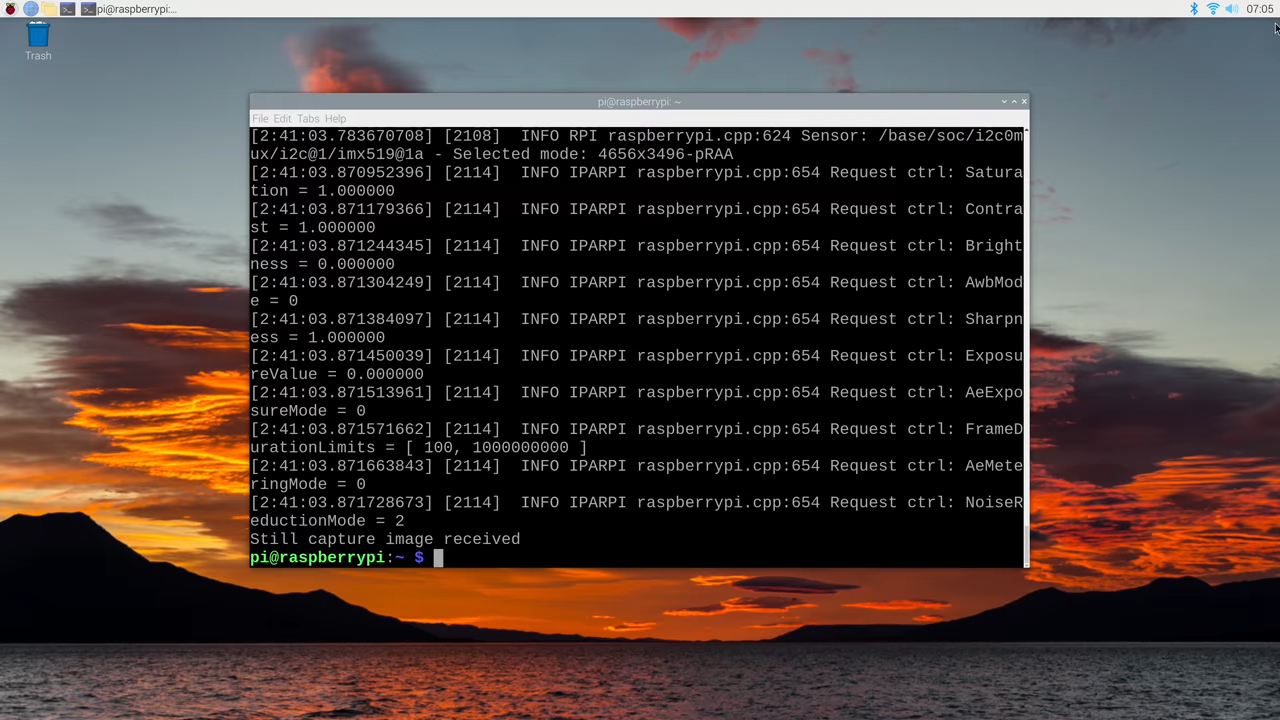 pi@raspberrypi:...
07:05
Trash
pi@raspberrypi: ~
File Edit Tabs Help
[2:41:03.783670708] [2108]  INFO RPI raspberrypi.cpp:624 Sensor: /base/soc/i2c0m
ux/i2c@1/imx519@1a - Selected mode: 4656x3496-pRAA
[2:41:03.870952396] [2114]  INFO IPARPI raspberrypi.cpp:654 Request ctrl: Satura
tion = 1.000000
[2:41:03.871179366] [2114]  INFO IPARPI raspberrypi.cpp:654 Request ctrl: Contra
st = 1.000000
[2:41:03.871244345] [2114]  INFO IPARPI raspberrypi.cpp:654 Request ctrl: Bright
ness = 0.000000
[2:41:03.871304249] [2114]  INFO IPARPI raspberrypi.cpp:654 Request ctrl: AwbMod
e = 0
[2:41:03.871384097] [2114]  INFO IPARPI raspberrypi.cpp:654 Request ctrl: Sharpn
ess = 1.000000
[2:41:03.871450039] [2114]  INFO IPARPI raspberrypi.cpp:654 Request ctrl: Exposu
reValue = 0.000000
[2:41:03.871513961] [2114]  INFO IPARPI raspberrypi.cpp:654 Request ctrl: AeExpo
sureMode = 0
[2:41:03.871571662] [2114]  INFO IPARPI raspberrypi.cpp:654 Request ctrl: FrameD
urationLimits = [ 100, 1000000000 ]
[2:41:03.871663843] [2114]  INFO IPARPI raspberrypi.cpp:654 Request ctrl: AeMete
ringMode = 0
[2:41:03.871728673] [2114]  INFO IPARPI raspberrypi.cpp:654 Request ctrl: NoiseR
eductionMode = 2
Still capture image received
pi@raspberrypi:~ $